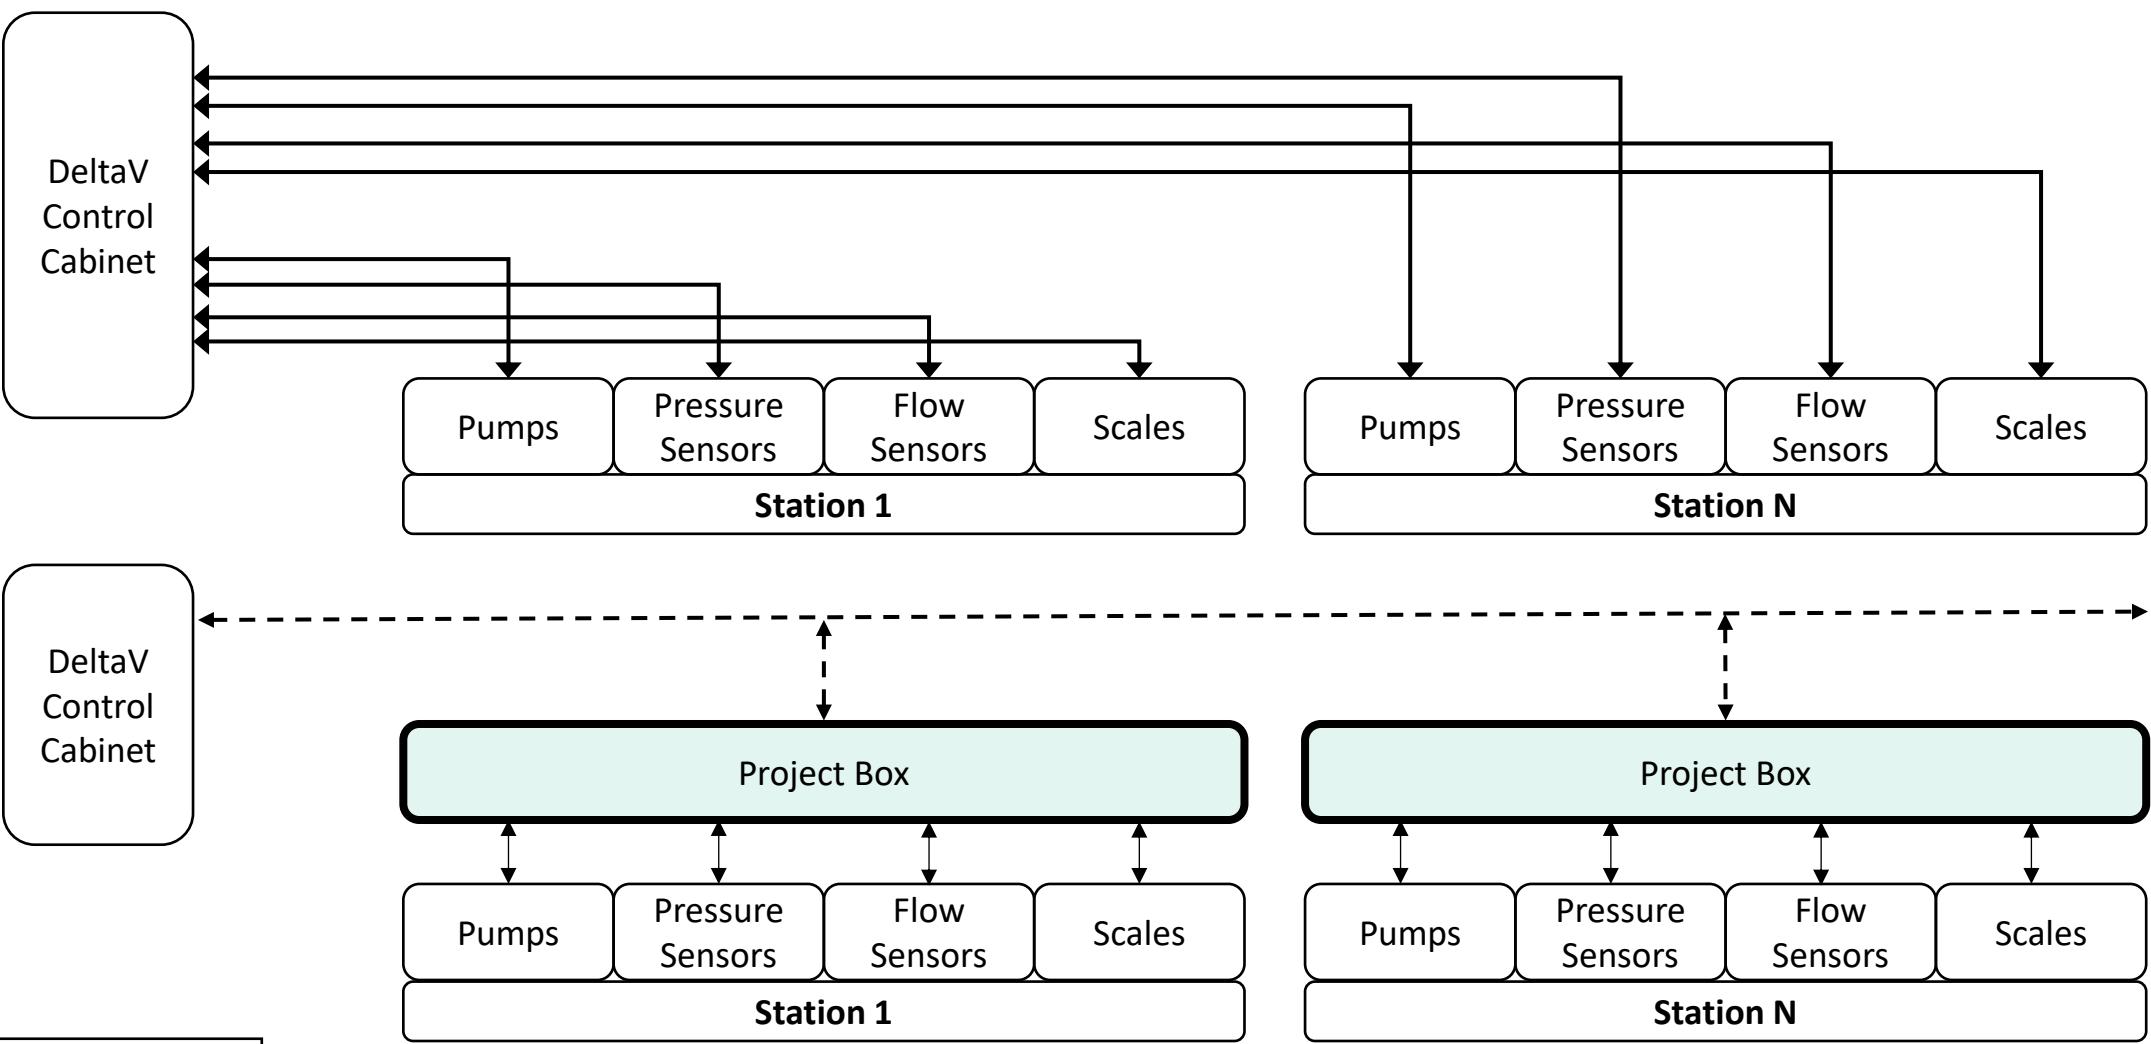 DeltaV
Control
Cabinet
Pumps
Pressure
Sensors
Flow
Sensors
Scales
Station 1
Pumps
Pressure
Sensors
Flow
Sensors
Scales
Station N
DeltaV
Control
Cabinet
Project Box
Project Box
Pumps
Pressure
Sensors
Flow
Sensors
Scales
Station 1
Pumps
Pressure
Sensors
Flow
Sensors
Scales
Station N